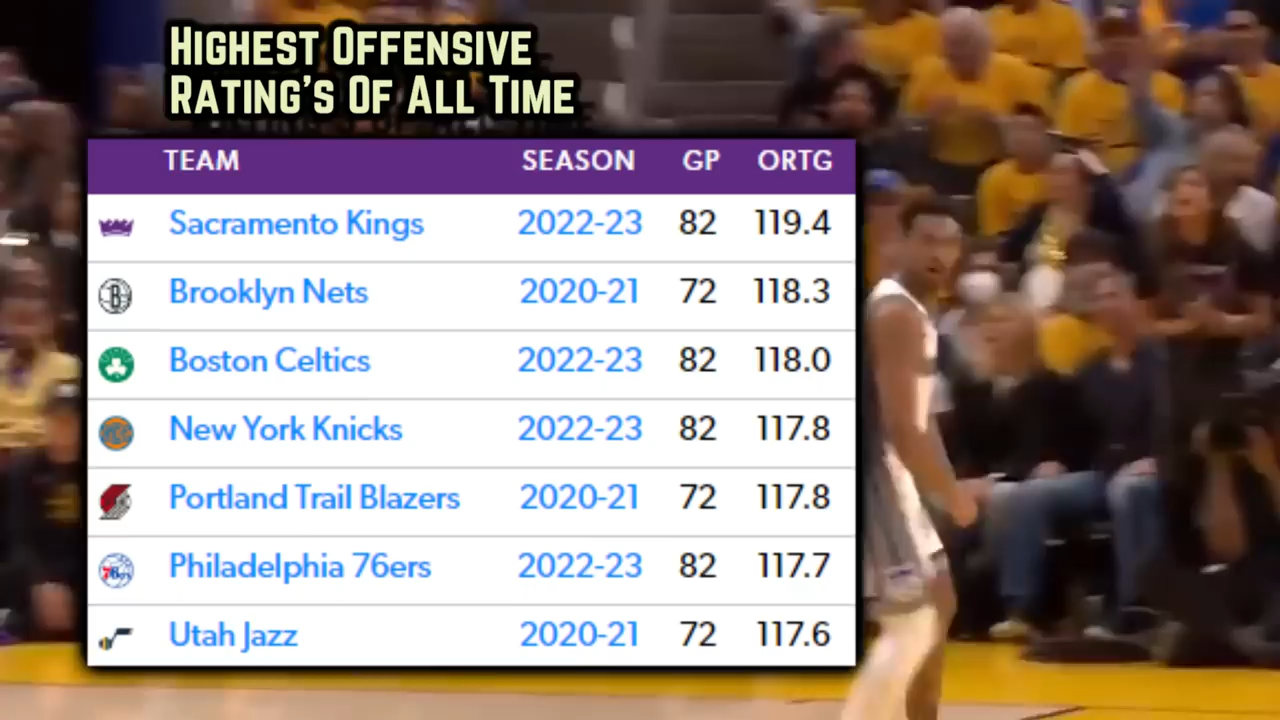 HIGHEST OFFENSIVE
RATING'S OF ALL TIME
TEAM SEASON GP ORTG
Sacramento Kings 2022-23 82 119.4
B Brooklyn Nets 2020-21 72 118.3
Boston Celtics 2022-23 82 118.0
New York Knicks 2022-23 82 117.8
Portland Trail Blazers 2020-21 72 117.8
76ers Philadelphia 76ers 2022-23 82 117.7
Utah Jazz 2020-21 72 117.6